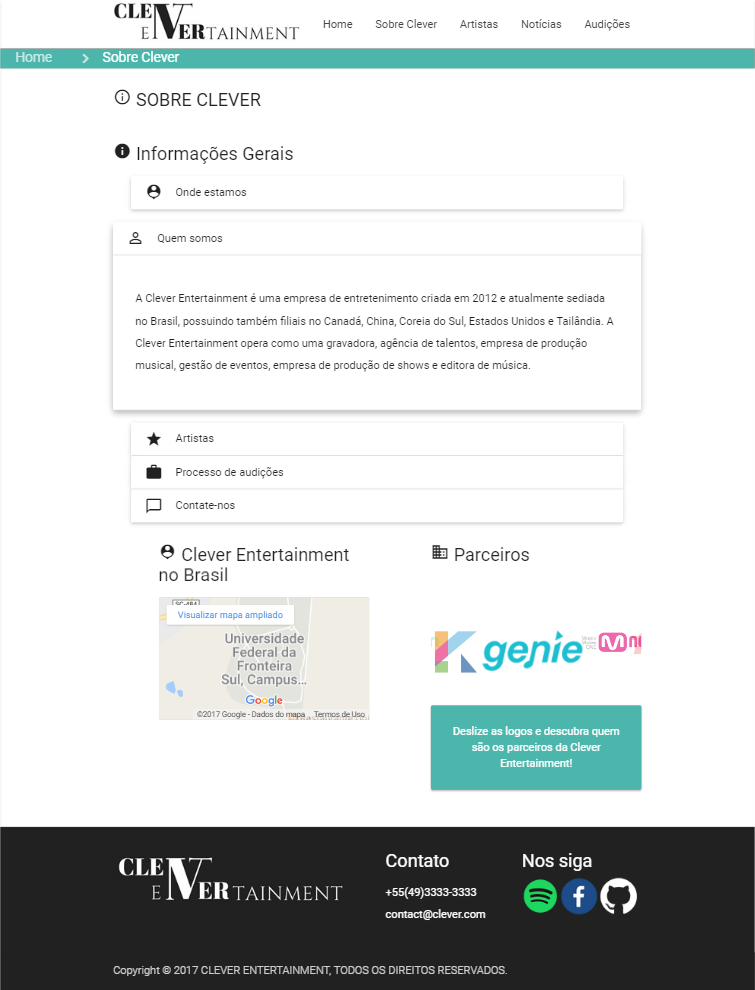 CLEVERTAINMENT
Home Sobre Clever Artistas Notícias Audições
Home Sobre Clever
SOBRE CLEVER
Informações Gerais
Onde estamos
Quem somos
A Clever Entertainment é uma empresa de entretenimento criada em 2012 e atualmente sediada
no Brasil, possuindo também filiais no Canadá, China, Coreia do Sul, Estados Unidos e Tailândia. A
Clever Entertainment opera como uma gravadora, agência de talentos, empresa de produção
musical, gestão de eventos, empresa de produção de shows e editora de música.
Artistas
Processo de audições
Contate-nos
Clever Entertainment
no Brasil
Visualizar mapa ampliado
Universidade
Federal da
Fronteira
Sul, Campus...
Google
©2017 Google - Dados do mapa Termos de Uso
Parceiros
K genie
Deslize as logos e descubra quem
são os parceiros da Clever
Entertainment!
CLEVERTAINMENT
Contato
+55(49)3333-3333
contact@clever.com
Nos siga
Copyright © 2017 CLEVER ENTERTAINMENT, TODOS OS DIREITOS RESERVADOS.